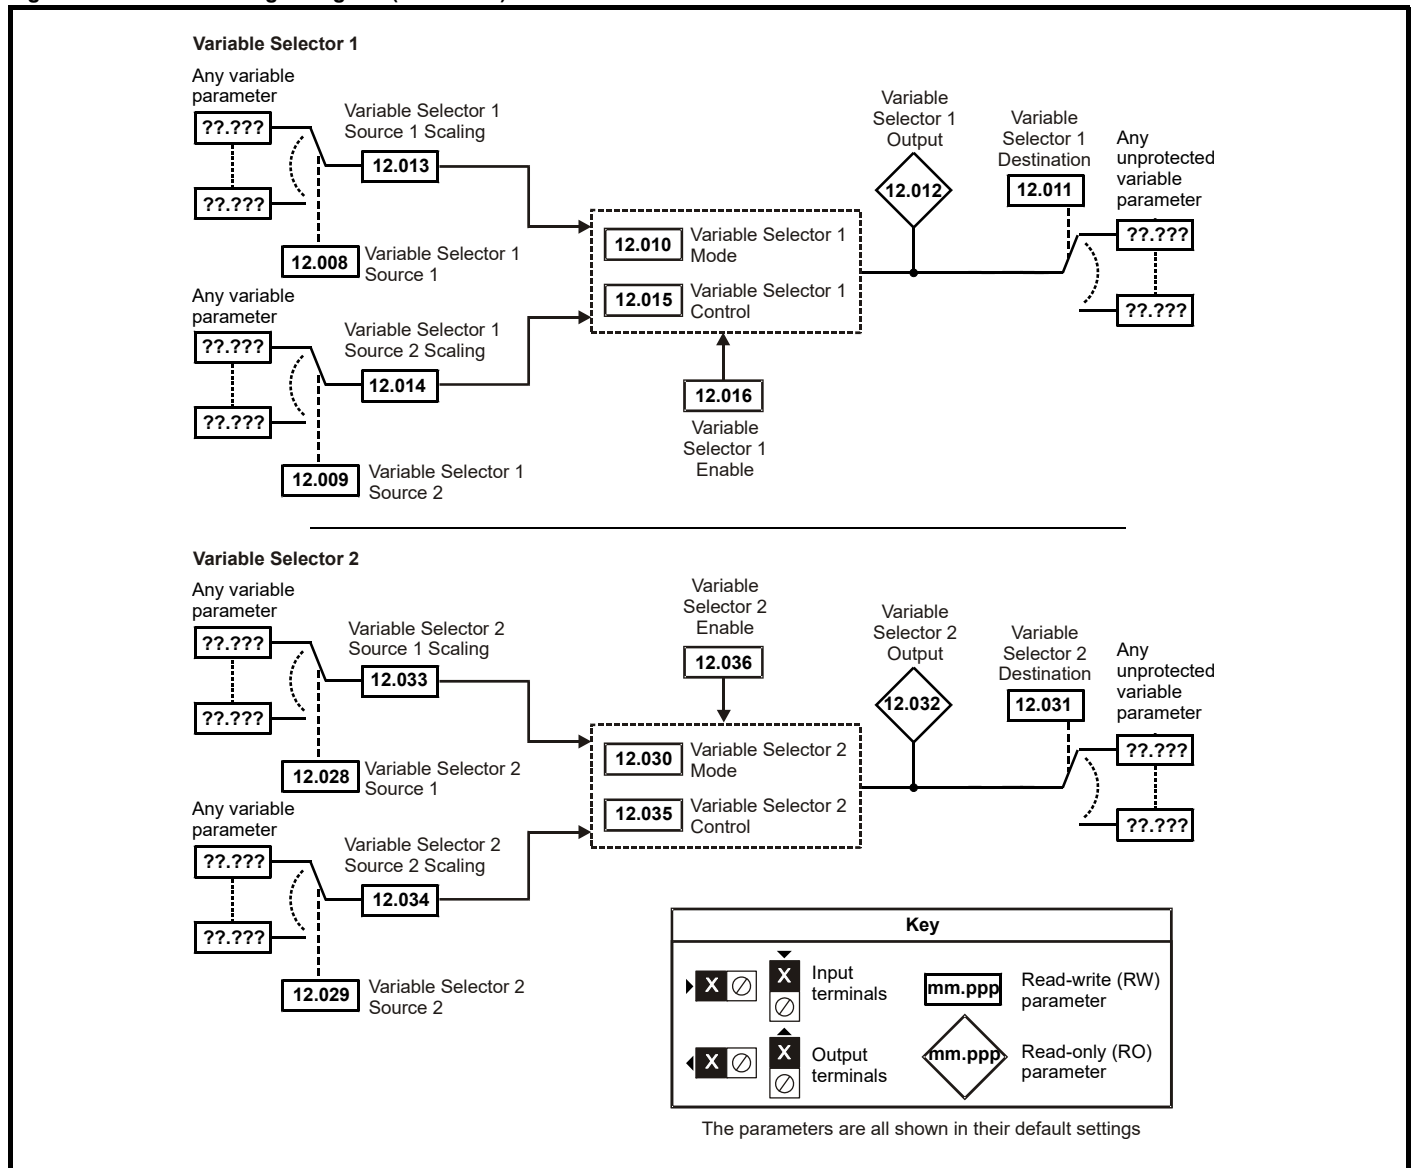 Variable Selector 1
Any variable
parameter
??.???
??.???
Variable Selector 1
Source 1 Scaling
12.013
12.008
Variable Selector 1
Source 1
Any variable
parameter
??.???
??.???
Variable Selector 1
Source 2 Scaling
12.014
12.009
Variable Selector 1
Source 2
12.010
Variable Selector 1
Mode
12.015
Variable Selector 1
Control
12.016
Variable
Selector 1
Enable
Variable
Selector 1
Output
12.012
Variable
Selector 1
Destination
12.011
Any
unprotected
variable
parameter
??.???
??.???
Variable Selector 2
Any variable
parameter
??.???
??.???
Variable Selector 2
Source 1 Scaling
12.033
12.028
Variable Selector 2
Source 1
Any variable
parameter
??.???
??.???
Variable Selector 2
Source 2 Scaling
12.034
12.029
Variable Selector 2
Source 2
Variable
Selector 2
Enable
12.036
12.030
Variable Selector 2
Mode
12.035
Variable Selector 2
Control
Variable
Selector 2
Output
12.032
Variable
Selector 2
Destination
12.031
Any
unprotected
variable
parameter
??.???
??.???
Key
X
X
Input
terminals
mm.ppp
Read-write (RW)
parameter
X
X
Output
terminals
mm.ppp
Read-only (RO)
parameter
The parameters are all shown in their default settings